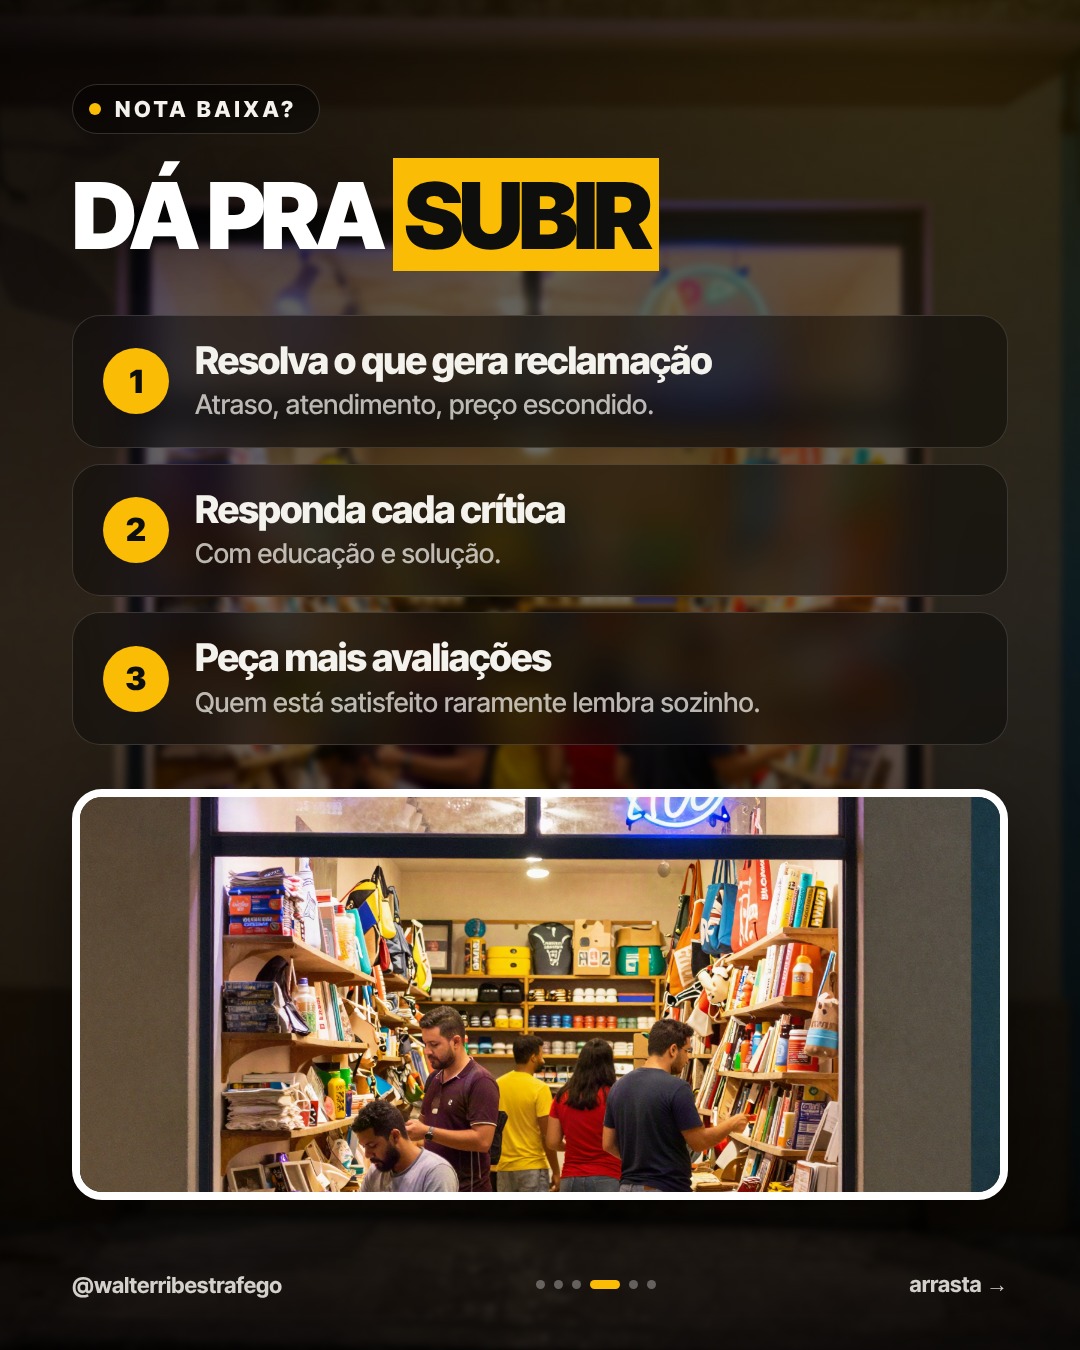 NOTA BAIXA?
DÁ PRA SUBIR
1
Resolva o que gera reclamação
Atraso, atendimento, preço escondido.
2
Responda cada crítica
Com educação e solução.
3
Peça mais avaliações
Quem está satisfeito raramente lembra sozinho.
@walterribestrafego
arrasta →